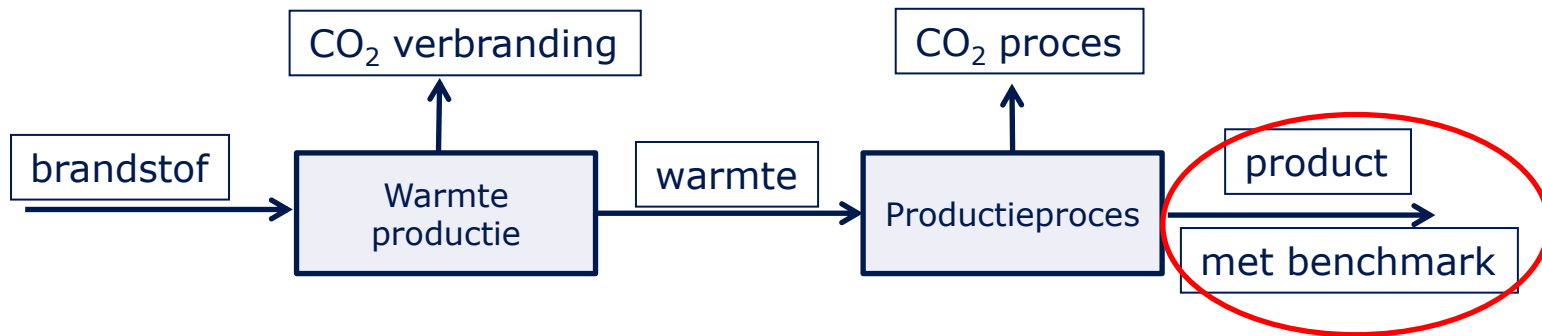 CO₂ verbranding
CO₂ proces
brandstof
Warmte
productie
warmte
Productieproces
product
met benchmark